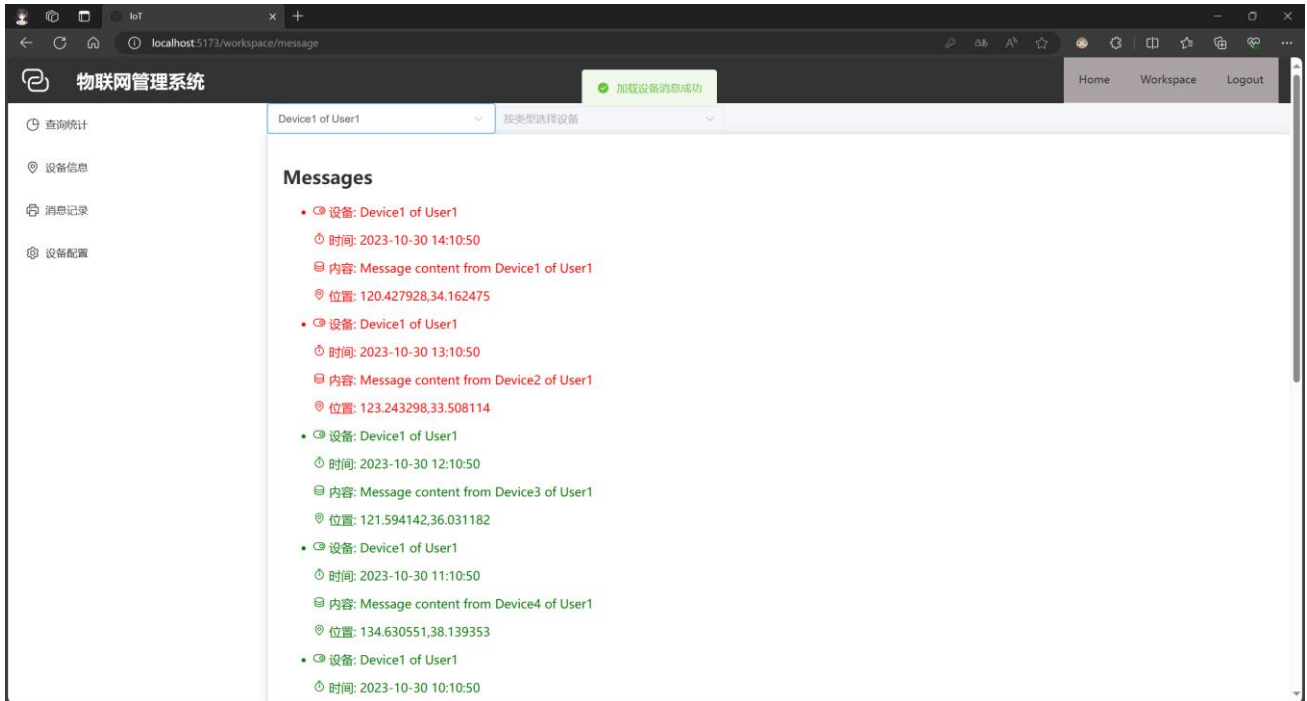 IoT
localhost:5173/workspace/message
物联网管理系统
加载设备消息成功
Home Workspace Logout
查询统计
设备信息
消息记录
设备配置
Device1 of User1
按类型选择设备
Messages
设备: Device1 of User1
时间: 2023-10-30 14:10:50
内容: Message content from Device1 of User1
位置: 120.427928,34.162475
设备: Device1 of User1
时间: 2023-10-30 13:10:50
内容: Message content from Device2 of User1
位置: 123.243298,33.508114
设备: Device1 of User1
时间: 2023-10-30 12:10:50
内容: Message content from Device3 of User1
位置: 121.594142,36.031182
设备: Device1 of User1
时间: 2023-10-30 11:10:50
内容: Message content from Device4 of User1
位置: 134.630551,38.139353
设备: Device1 of User1
时间: 2023-10-30 10:10:50